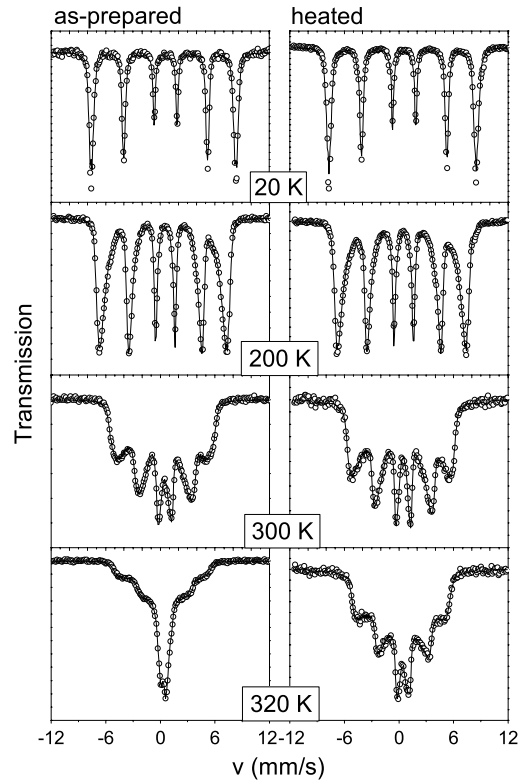 as-prepared heated
20 K
200 K
Transmission
300 K
320 K
-12 -6 0 6 12 -12 -6 0 6 12
v (mm/s)